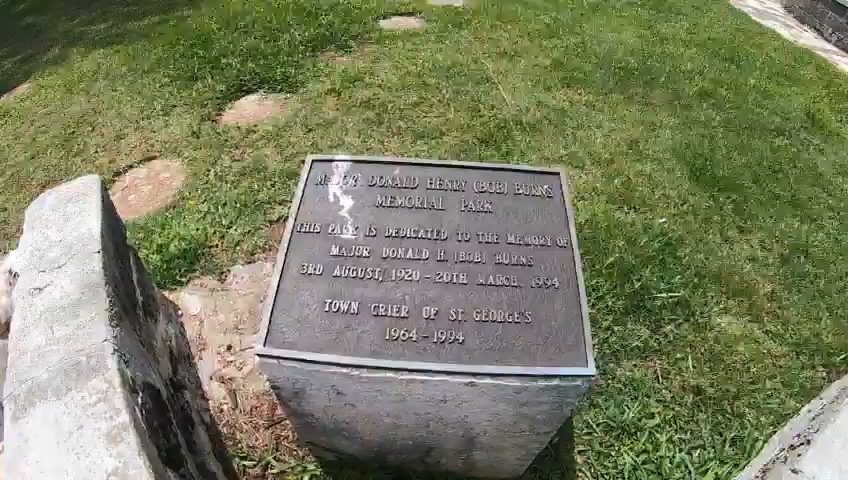 MAJOR DONALD HENRY (BOB) BURNS
MEMORIAL PARK
THIS PARK IS DEDICATED TO THE MEMORY OF
MAJOR DONALD H. (BOB) BURNS
3RD AUGUST, 1920 - 20TH MARCH, 1994
TOWN CRIER OF ST. GEORGE'S
1964 - 1994